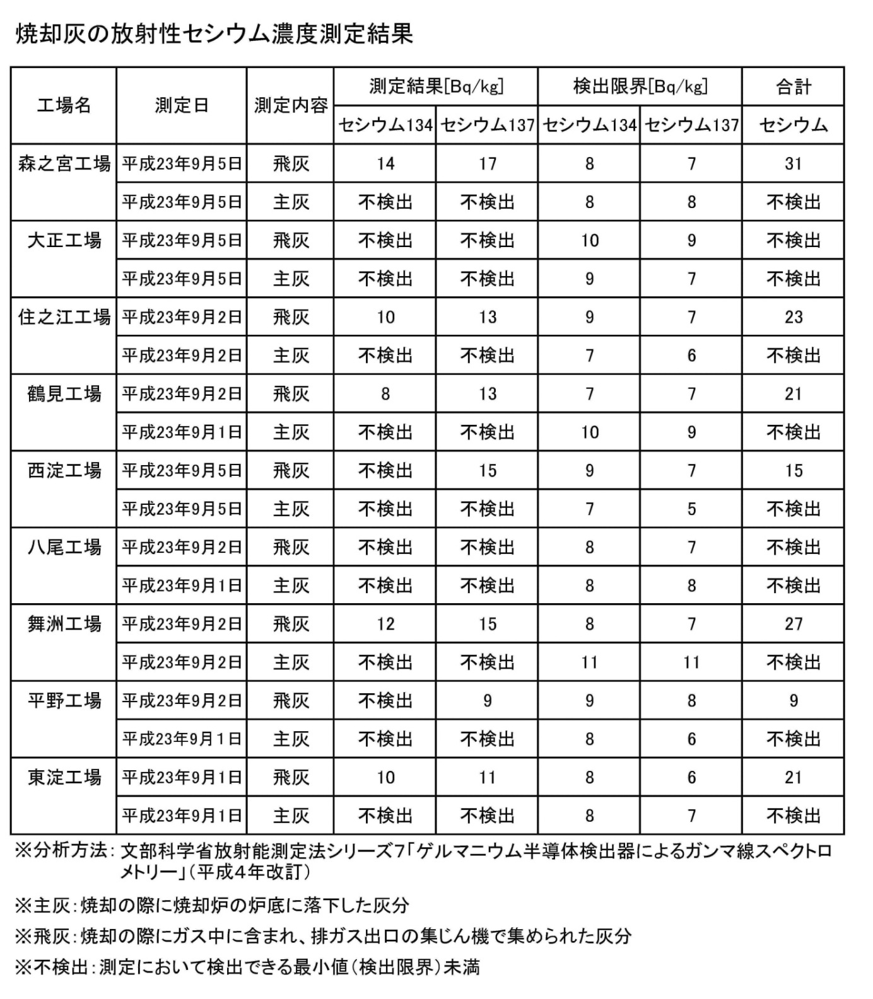 焼却灰の放射性セシウム濃度測定結果
工場名 測定日 測定内容 測定結果[Bq/kg] 検出限界[Bq/kg] 合計
セシウム134 セシウム137 セシウム134 セシウム137 セシウム
森之宮工場 平成23年9月5日 飛灰 14 17 8 7 31
平成23年9月5日 主灰 不検出 不検出 8 8 不検出
大正工場 平成23年9月5日 飛灰 不検出 不検出 10 9 不検出
平成23年9月5日 主灰 不検出 不検出 9 7 不検出
住之江工場 平成23年9月2日 飛灰 10 13 9 7 23
平成23年9月2日 主灰 不検出 不検出 7 6 不検出
鶴見工場 平成23年9月2日 飛灰 8 13 7 7 21
平成23年9月1日 主灰 不検出 不検出 10 9 不検出
西淀工場 平成23年9月5日 飛灰 不検出 15 9 7 15
平成23年9月5日 主灰 不検出 不検出 7 5 不検出
八尾工場 平成23年9月2日 飛灰 不検出 不検出 8 7 不検出
平成23年9月1日 主灰 不検出 不検出 8 8 不検出
舞洲工場 平成23年9月2日 飛灰 12 15 8 7 27
平成23年9月2日 主灰 不検出 不検出 11 11 不検出
平野工場 平成23年9月2日 飛灰 不検出 9 9 8 9
平成23年9月1日 主灰 不検出 不検出 8 6 不検出
東淀工場 平成23年9月1日 飛灰 10 11 8 6 21
平成23年9月1日 主灰 不検出 不検出 8 7 不検出
※分析方法：文部科学省放射能測定法シリーズ7「ゲルマニウム半導体検出器によるガンマ線スペクトロ
メトリー」（平成４年改訂）
※主灰：焼却の際に焼却炉の炉底に落下した灰分
※飛灰：焼却の際にガス中に含まれ、排ガス出口の集じん機で集められた灰分
※不検出：測定において検出できる最小値（検出限界）未満